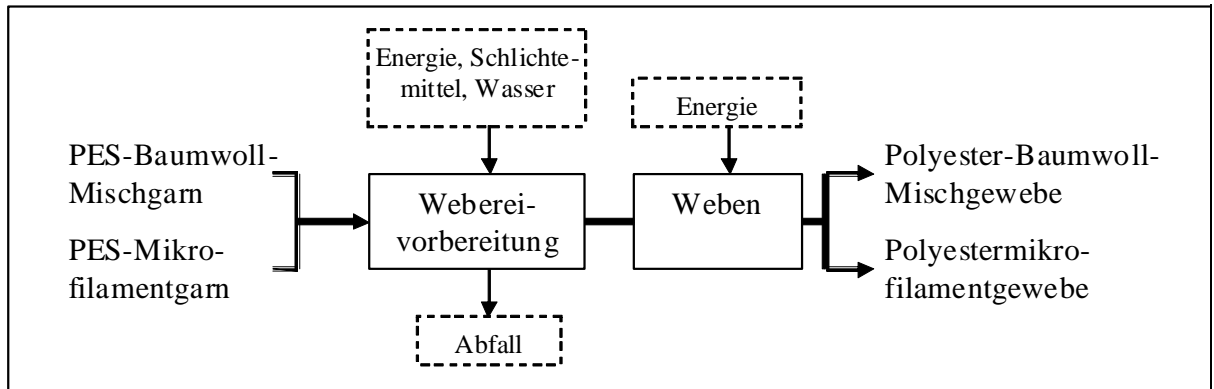 Energie, Schlichte-
mittel, Wasser
Energie
PES-Baumwoll-
Mischgarn
PES-Mikro-
filamentgarn
Weberei-
vorbereitung
Weben
Polyester-Baumwoll-
Mischgewebe
Polyestermikro-
filamentgewebe
Abfall